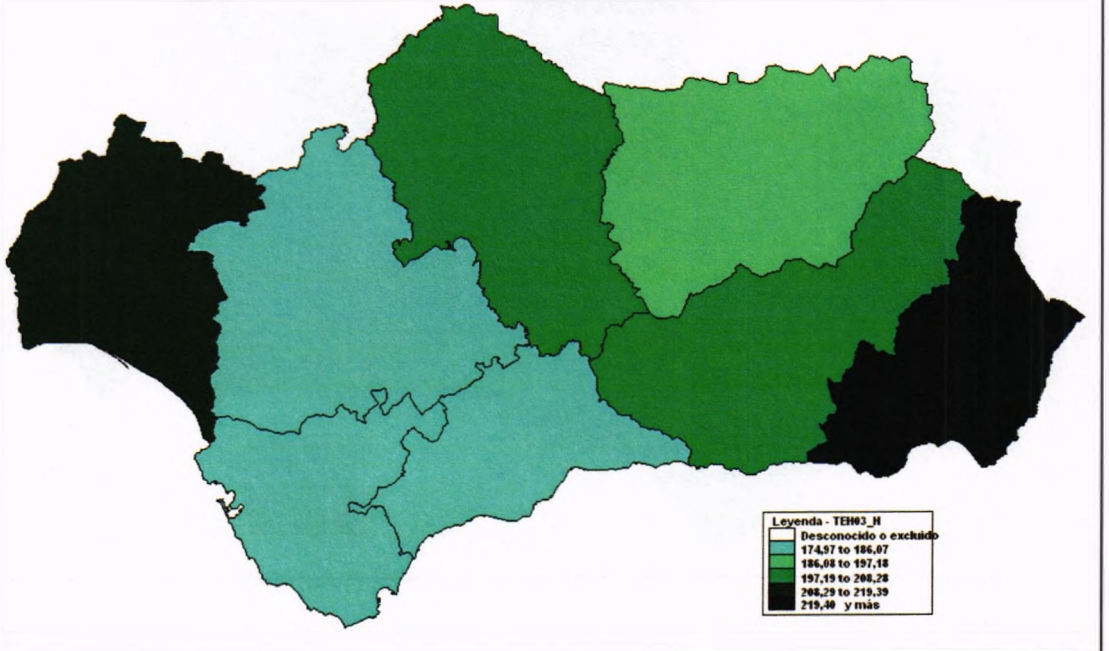 Leyenda - TEH03_H
Desconocido o excluido
174,97 to 186,07
186,08 to 197,18
197,19 to 208,28
208,29 to 219,39
219,40 y más